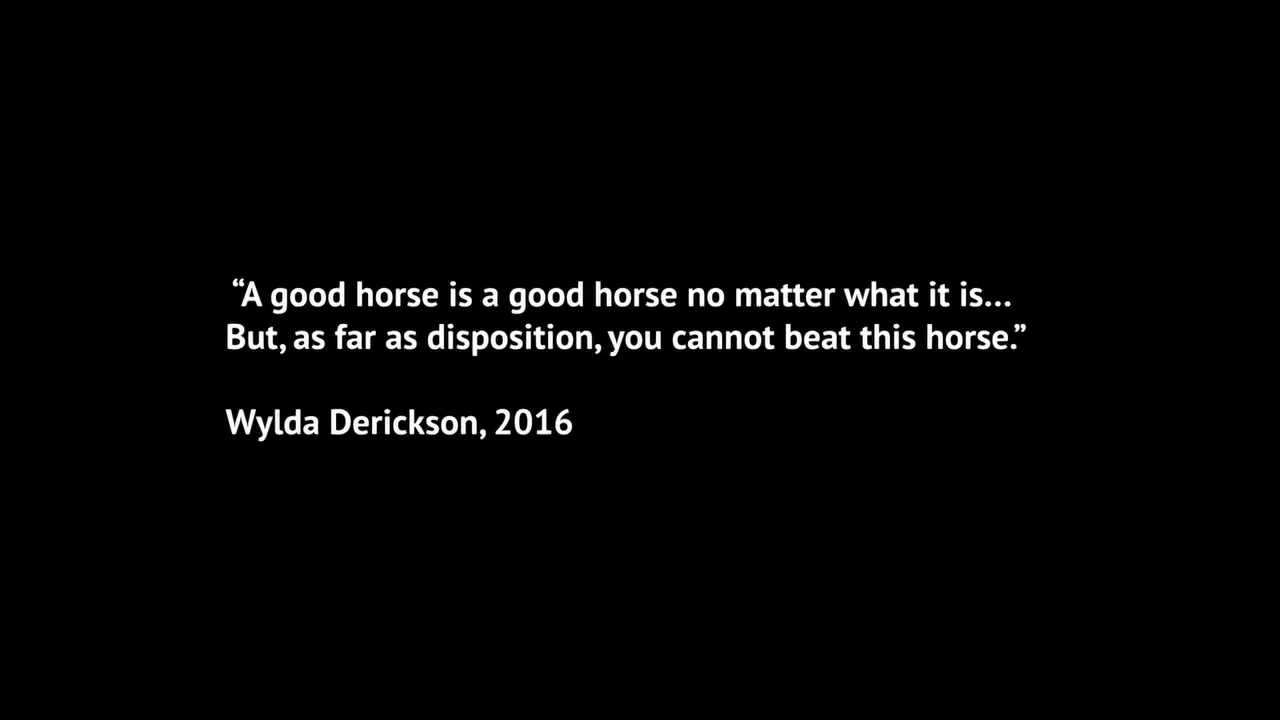 “A good horse is a good horse no matter what it is...
But, as far as disposition, you cannot beat this horse.”
Wylda Derickson, 2016